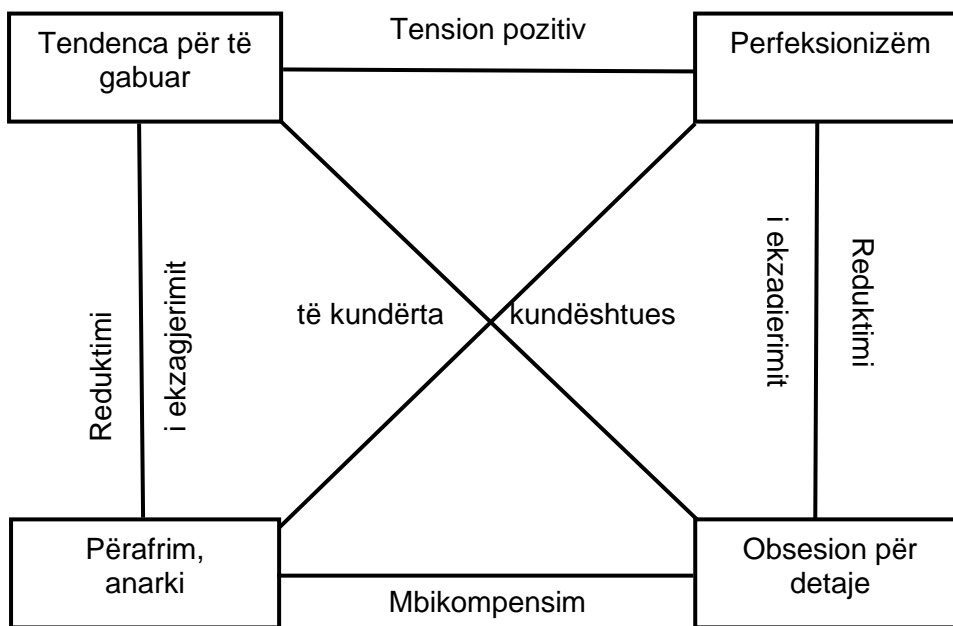 Tendenca për të
gabuar
Tension pozitiv
Perfeksionizëm
Reduktimi
i ekzagjerimit
të kundërta
kundështues
i ekzadierimit
Reduktimi
Përafrim,
anarki
Mbikompensim
Obsesion për
detaje